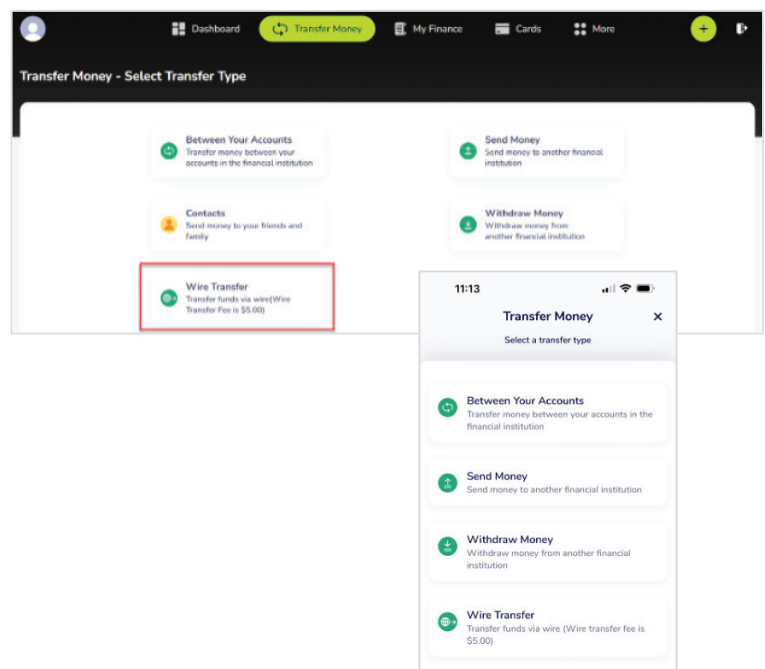 Dashboard Transfer Money My Finance Cards More
Transfer Money - Select Transfer Type
Between Your Accounts
Transfer money between your
accounts in the financial institution
Send Money
Send money to another financial
institution
Contacts
Send money to your friends and
family
Withdraw Money
Withdraw money from
another financial institution
Wire Transfer
Transfer funds via wire(Wire
Transfer Fee is $5.00)
11:13
Transfer Money
Select a transfer type
Between Your Accounts
Transfer money between your accounts in the
financial institution
Send Money
Send money to another financial institution
Withdraw Money
Withdraw money from another financial
institution
Wire Transfer
Transfer funds via wire (Wire transfer fee is
$5.00)